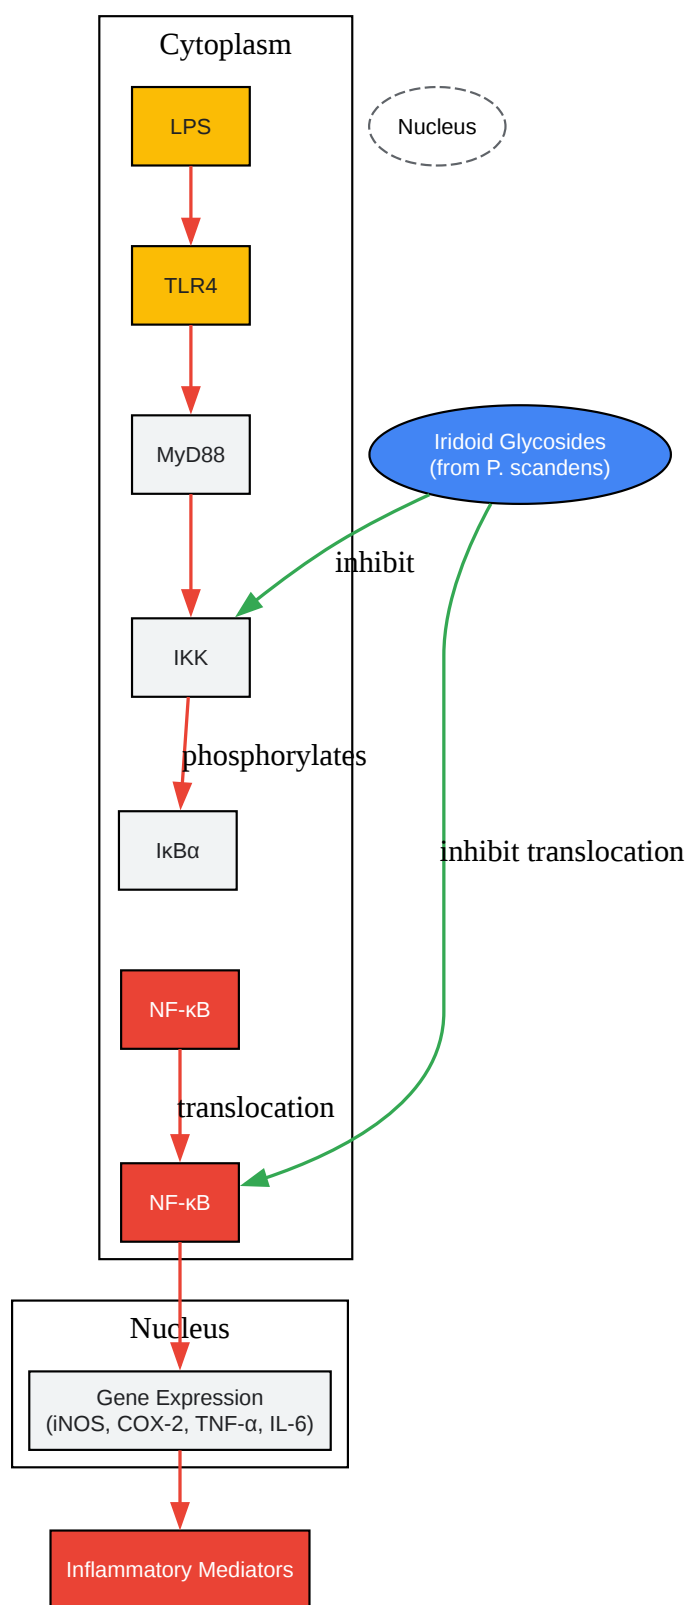 Cytoplasm
LPS
Nucleus
TLR4
MyD88
Iridoid Glycosides
(from P. scandens)
inhibit
IKK
phosphorylates
IκBα
inhibit translocation
NF-κB
translocation
NF-κB
Nucleus
Gene Expression
(iNOS, COX-2, TNF-α, IL-6)
Inflammatory Mediators